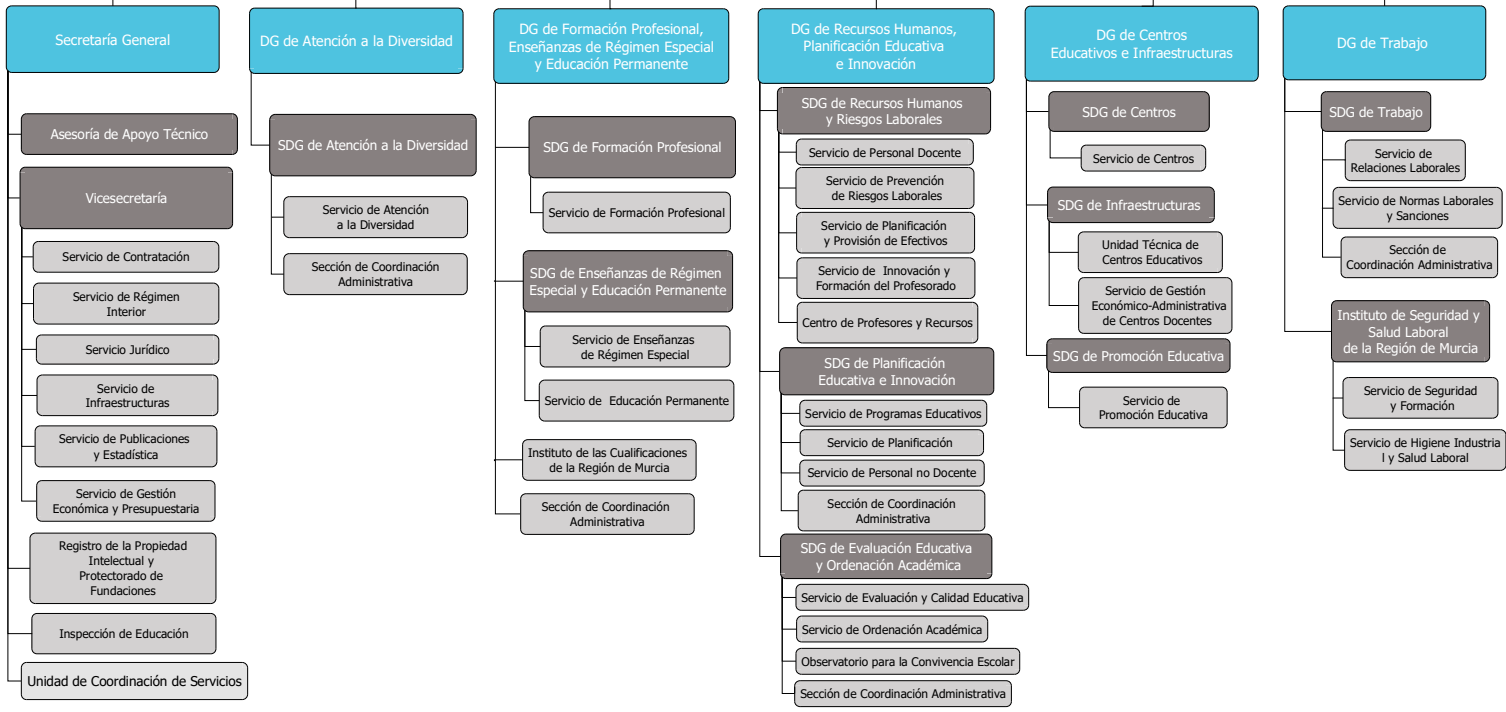 Secretaría General
Asesoría de Apoyo Técnico
Vicesecretaría
Servicio de Contratación
Servicio de Régimen
Interior
Servicio Jurídico
Servicio de
Infraestructuras
Servicio de Publicaciones
y Estadística
Servicio de Gestión
Económica y Presupuestaria
Registro de la Propiedad
Intelectual y
Protectorado de
Fundaciones
Inspección de Educación
Unidad de Coordinación de Servicios
DG de Atención a la Diversidad
SDG de Atención a la Diversidad
Servicio de Atención
a la Diversidad
Sección de Coordinación
Administrativa
DG de Formación Profesional,
Enseñanzas de Régimen Especial
y Educación Permanente
SDG de Formación Profesional
Servicio de Formación Profesional
SDG de Enseñanzas de Régimen
Especial y Educación Permanente
Servicio de Enseñanzas
de Régimen Especial
Servicio de Educación Permanente
Instituto de las Cualificaciones
de la Región de Murcia
Sección de Coordinación
Administrativa
DG de Recursos Humanos,
Planificación Educativa
e Innovación
SDG de Recursos Humanos
y Riesgos Laborales
Servicio de Personal Docente
Servicio de Prevención
de Riesgos Laborales
Servicio de Planificación
y Provisión de Efectivos
Servicio de Innovación y
Formación del Profesorado
Centro de Profesores y Recursos
SDG de Planificación
Educativa e Innovación
Servicio de Programas Educativos
Servicio de Planificación
Servicio de Personal no Docente
Sección de Coordinación
Administrativa
SDG de Evaluación Educativa
y Ordenación Académica
Servicio de Evaluación y Calidad Educativa
Servicio de Ordenación Académica
Observatorio para la Convivencia Escolar
Sección de Coordinación Administrativa
DG de Centros
Educativos e Infraestructuras
SDG de Centros
Servicio de Centros
SDG de Infraestructuras
Unidad Técnica de
Centros Educativos
Servicio de Gestión
Económico-Administrativa
de Centros Docentes
SDG de Promoción Educativa
Servicio de
Promoción Educativa
DG de Trabajo
SDG de Trabajo
Servicio de
Relaciones Laborales
Servicio de Normas Laborales
y Sanciones
Sección de
Coordinación Administrativa
Instituto de Seguridad y
Salud Laboral
de la Región de Murcia
Servicio de Seguridad
y Formación
Servicio de Higiene Industria
l y Salud Laboral